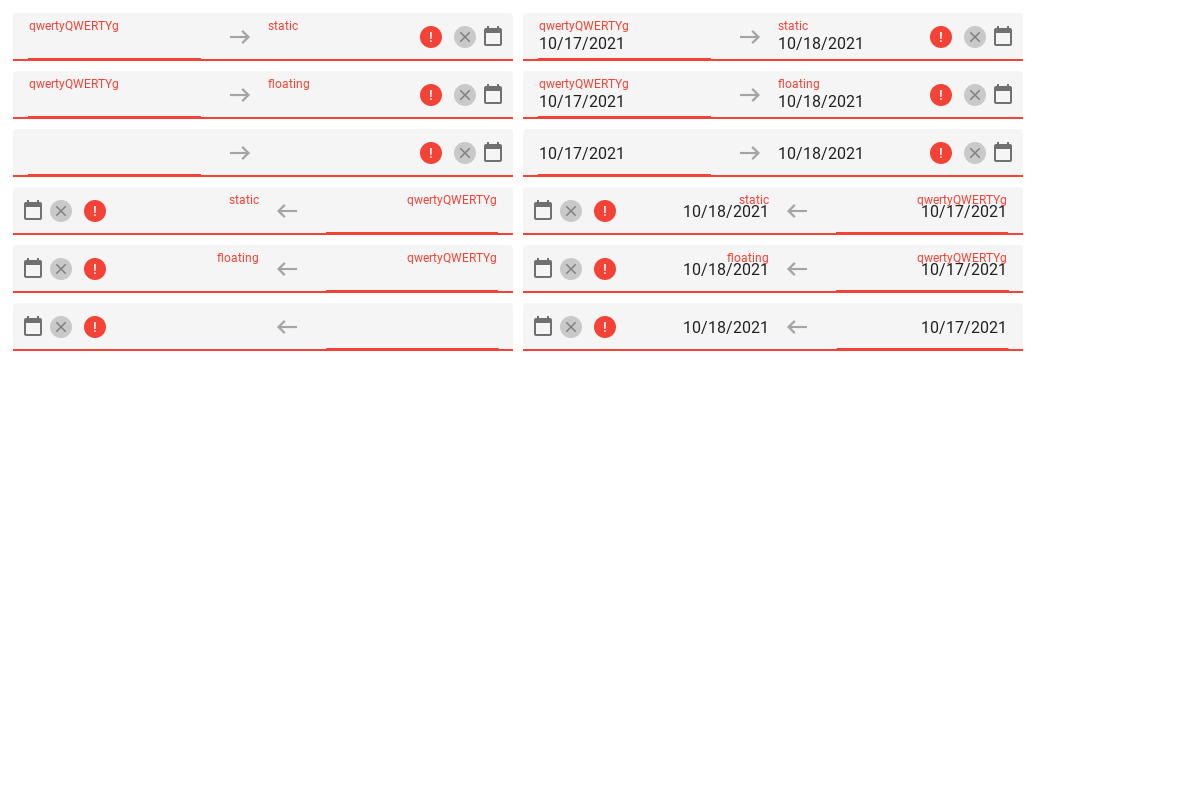 qwertyQWERTYg static qwertyQWERTYg static
10/17/2021 10/18/2021
qwertyQWERTYg floating qwertyQWERTYg floating
10/17/2021 10/18/2021
10/17/2021 10/18/2021
static qwertyQWERTYg static qwertyQWERTYg
10/18/2021 10/17/2021
floating qwertyQWERTYg floating qwertyQWERTYg
10/18/2021 10/17/2021
10/18/2021 10/17/2021